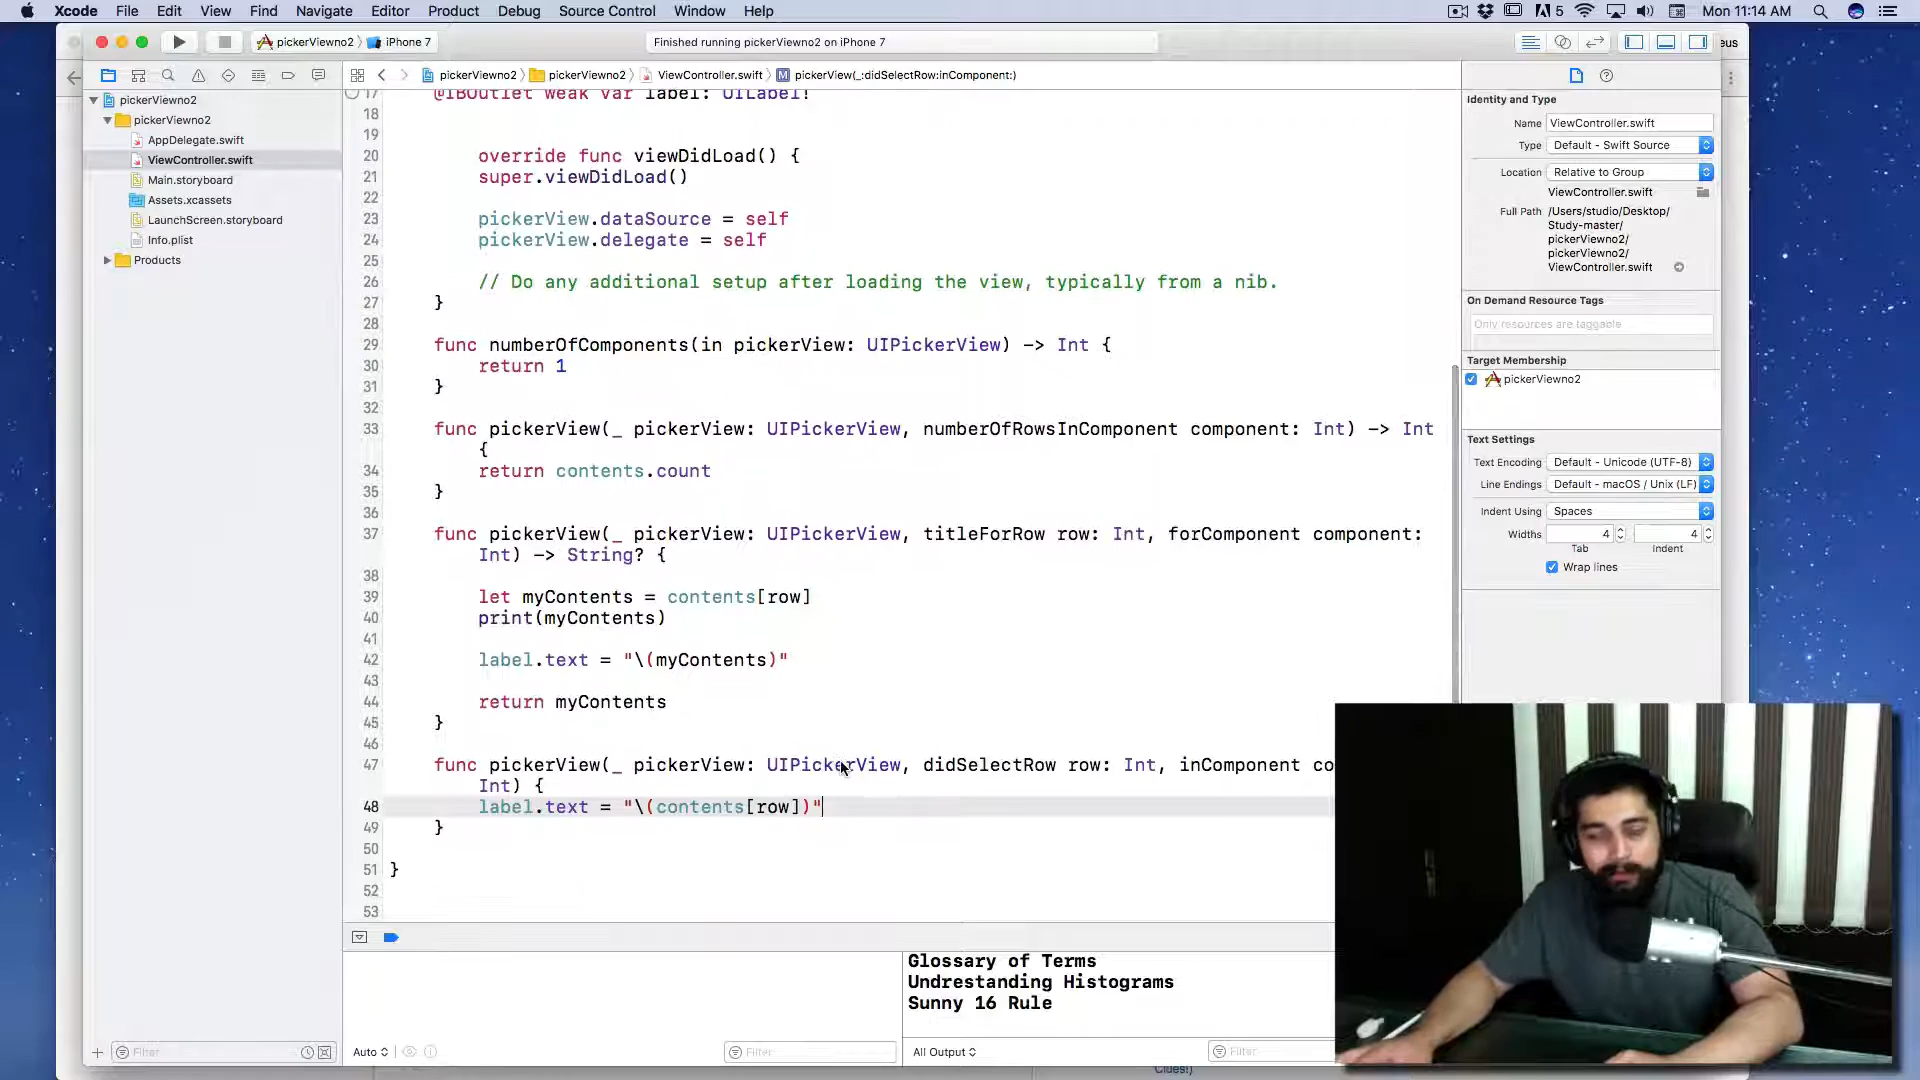 Xcode File Edit View Find Navigate Editor Product Debug Source Control Window Help 5 Mon 11:14 AM
pickerViewno2 iPhone 7 Finished running pickerViewno2 on iPhone 7 eus
pickerViewno2 pickerViewno2 ViewController.swift M pickerView(_:didSelectRow:inComponent:)
pickerViewno2
pickerViewno2
AppDelegate.swift
ViewController.swift
Main.storyboard
Assets.xcassets
LaunchScreen.storyboard
Info.plist
Products
17 @IBOutlet weak var label: UILabel!
18
19
20 override func viewDidLoad() {
21 super.viewDidLoad()
22
23 pickerView.dataSource = self
24 pickerView.delegate = self
25
26 // Do any additional setup after loading the view, typically from a nib.
27 }
28
29 func numberOfComponents(in pickerView: UIPickerView) -> Int {
30 return 1
31 }
32
33 func pickerView(_ pickerView: UIPickerView, numberOfRowsInComponent component: Int) -> Int
{
34 return contents.count
35 }
36
37 func pickerView(_ pickerView: UIPickerView, titleForRow row: Int, forComponent component:
Int) -> String? {
38
39 let myContents = contents[row]
40 print(myContents)
41
42 label.text = "\(myContents)"
43
44 return myContents
45 }
46
47 func pickerView(_ pickerView: UIPickerView, didSelectRow row: Int, inComponent co
Int) {
48 label.text = "\(contents[row])"
49 }
50
51 }
52
53
Glossary of Terms
Undrestanding Histograms
Sunny 16 Rule
Filter
Auto
Filter
All Output
Filter
Clues!)
Identity and Type
Name ViewController.swift
Type Default - Swift Source
Location Relative to Group
ViewController.swift
Full Path /Users/studio/Desktop/
Study-master/
pickerViewno2/
pickerViewno2/
ViewController.swift
On Demand Resource Tags
Only resources are taggable
Target Membership
pickerViewno2
Text Settings
Text Encoding Default - Unicode (UTF-8)
Line Endings Default - macOS / Unix (LF)
Indent Using Spaces
Widths 4 4
Tab Indent
Wrap lines